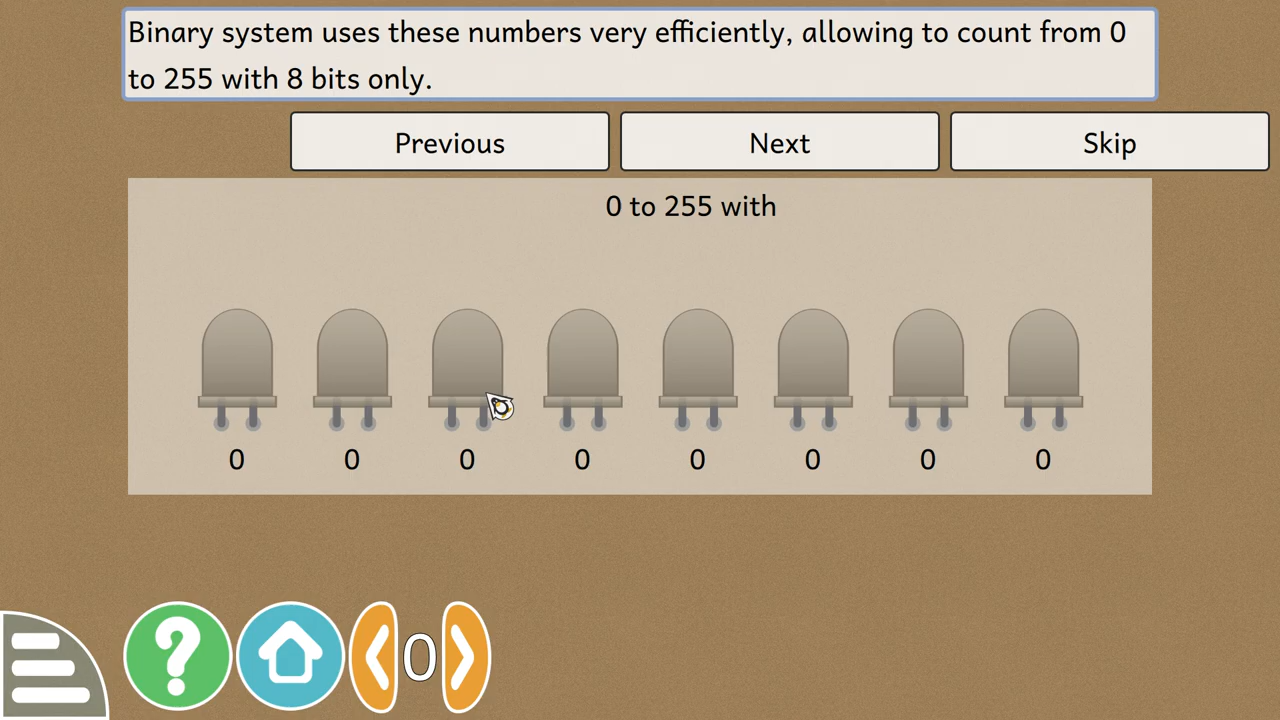 Binary system uses these numbers very efficiently, allowing to count from 0
to 255 with 8 bits only.
Previous Next Skip
0 to 255 with
0 0 0 0 0 0 0 0
? 0